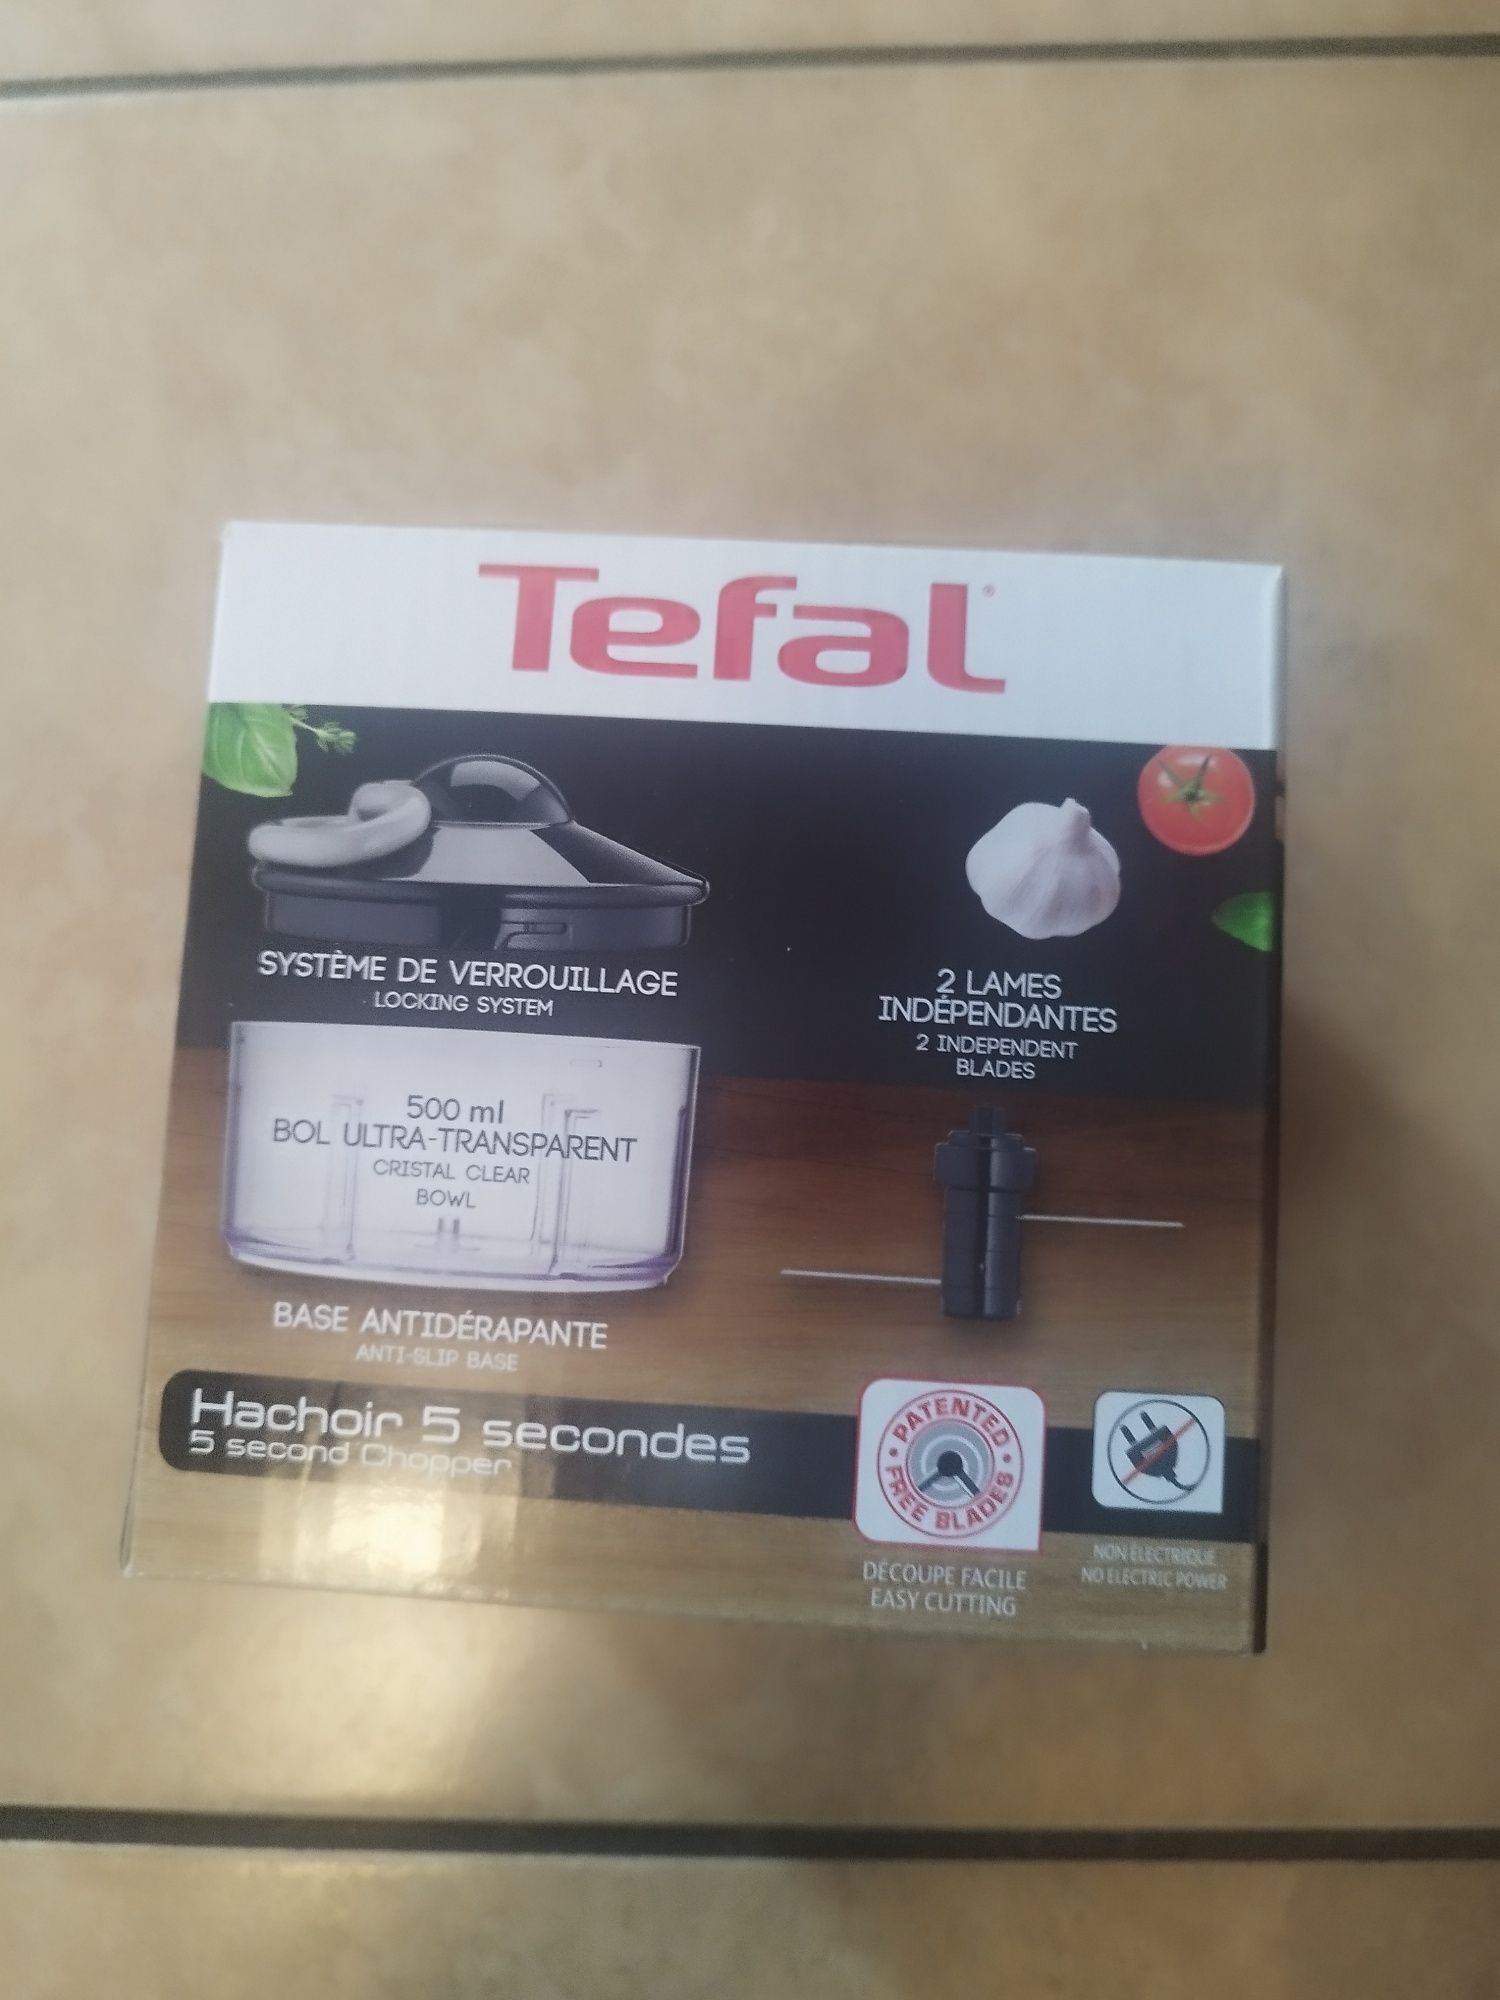 Tefal®
SYSTÈME DE VERROUILLAGE
LOCKING SYSTEM
500 ml
BOL ULTRA-TRANSPARENT
CRISTAL CLEAR
BOWL
BASE ANTIDÉRAPANTE
ANTI-SLIP BASE
2 LAMES
INDÉPENDANTES
2 INDEPENDENT
BLADES
Hachoir 5 secondes
5 second Chopper
PATENTED
FREE BLADES
DÉCOUPE FACILE
EASY CUTTING
NON ÉLECTRIQUE
NO ELECTRIC POWER